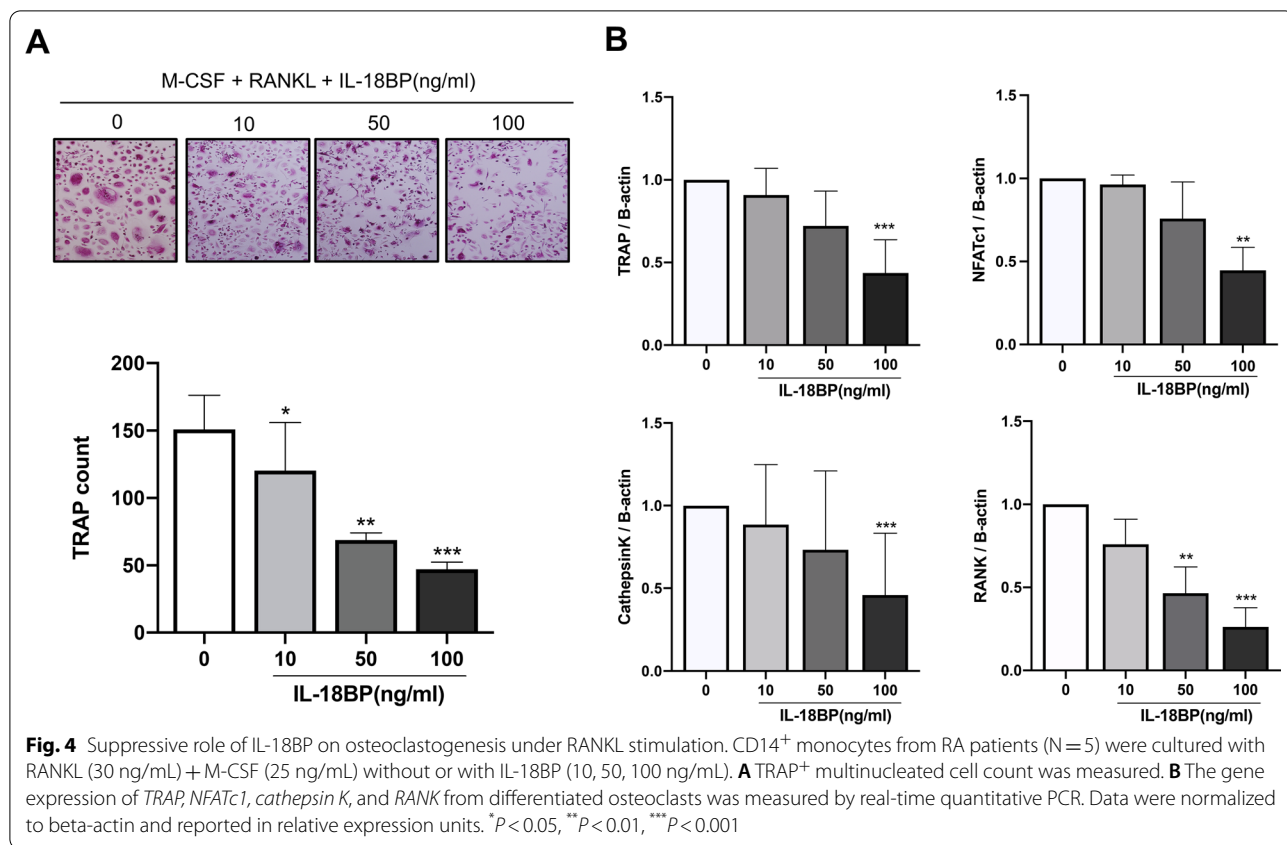 A
M-CSF + RANKL + IL-18BP(ng/ml)
0 10 50 100
200
150
100
50
0
TRAP count
*
**
***
0 10 50 100
IL-18BP(ng/ml)
B
1.5
1.0
0.5
0.0
TRAP / B-actin
***
0 10 50 100
IL-18BP(ng/ml)
1.5
1.0
0.5
0.0
NFATc1 / B-actin
**
0 10 50 100
IL-18BP(ng/ml)
1.5
1.0
0.5
0.0
CathepsinK / B-actin
***
0 10 50 100
IL-18BP(ng/ml)
1.5
1.0
0.5
0.0
RANK / B-actin
**
***
0 10 50 100
IL-18BP(ng/ml)
Fig. 4 Suppressive role of IL-18BP on osteoclastogenesis under RANKL stimulation. CD14+ monocytes from RA patients (N = 5) were cultured with
RANKL (30 ng/mL) + M-CSF (25 ng/mL) without or with IL-18BP (10, 50, 100 ng/mL). A TRAP+ multinucleated cell count was measured. B The gene
expression of TRAP, NFATc1, cathepsin K, and RANK from differentiated osteoclasts was measured by real-time quantitative PCR. Data were normalized
to beta-actin and reported in relative expression units. *P < 0.05, **P < 0.01, ***P < 0.001